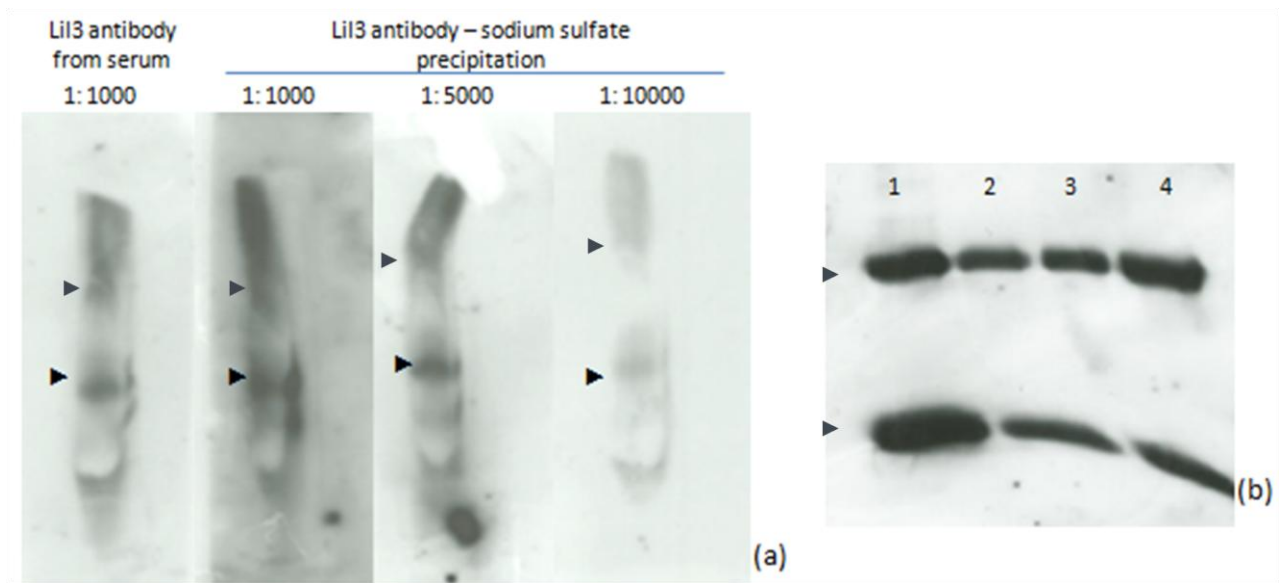 Lil3 antibody
from serum
Lil3 antibody – sodium sulfate
precipitation
1:1000
1:1000
1:5000
1:10000
1
2
3
4
(a)
(b)